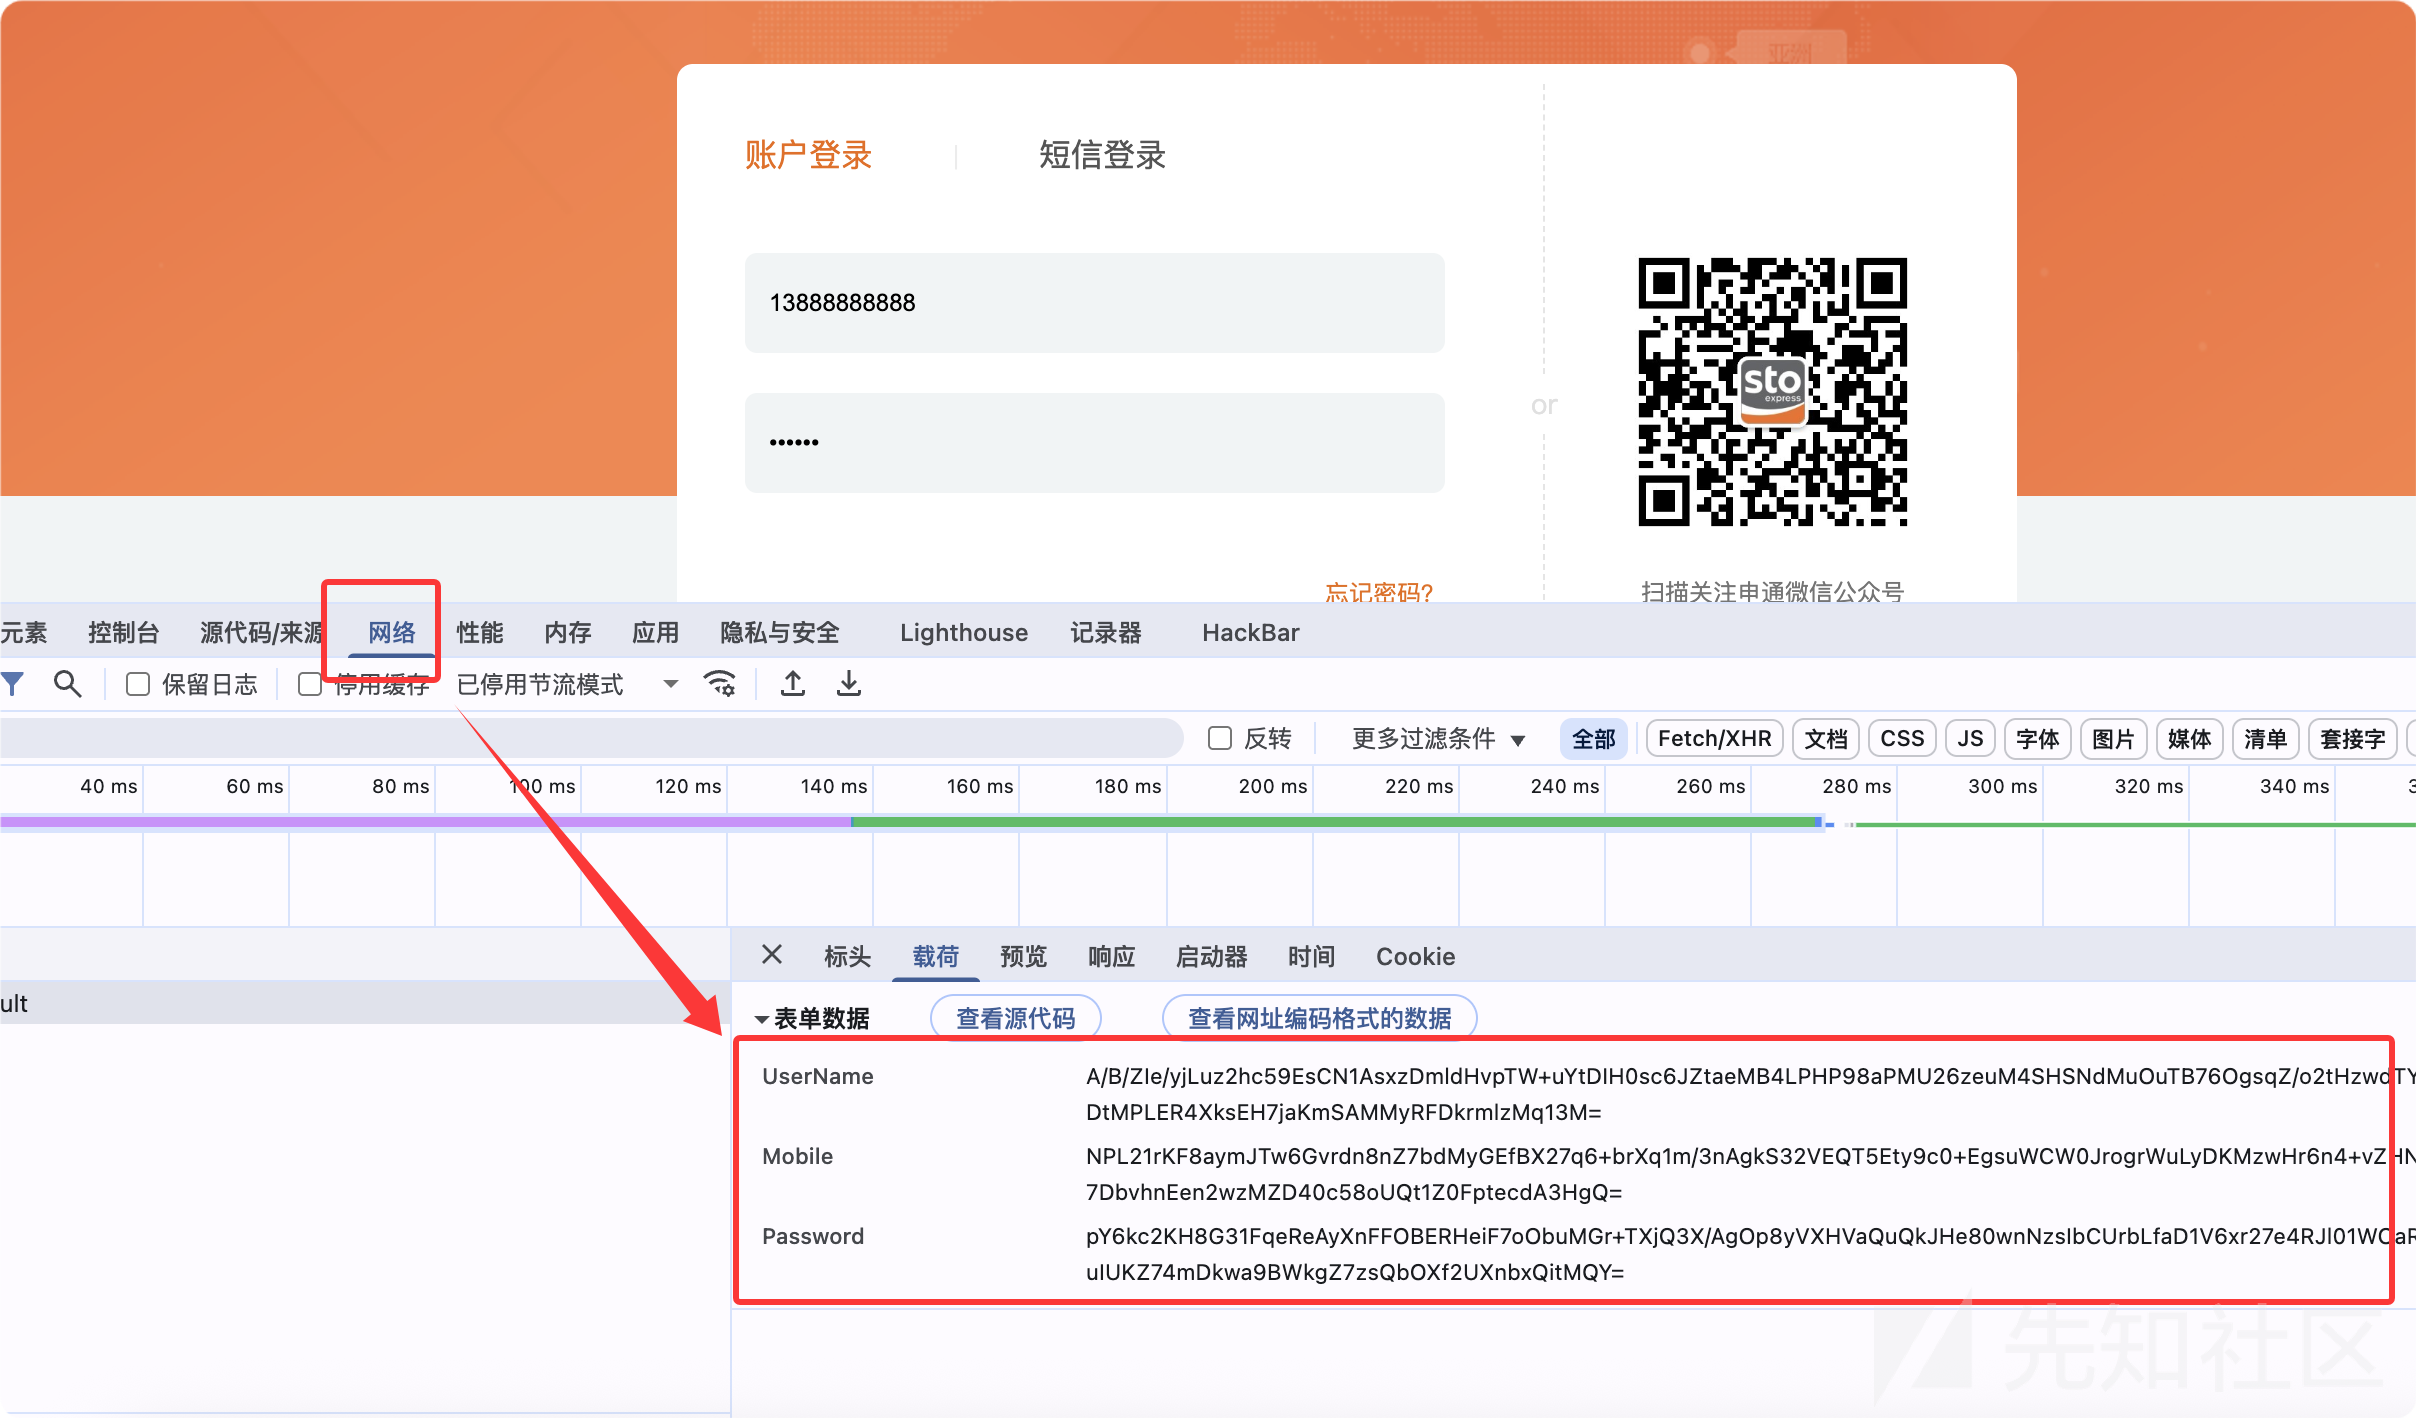 亚洲
账户登录
短信登录
13888888888
••••••
or
sto
express
忘记密码?
扫描关注申通微信公众号
元素 控制台 源代码/来源 网络 性能 内存 应用 隐私与安全 Lighthouse 记录器 HackBar
保留日志 停用缓存 已停用节流模式
反转 更多过滤条件 全部 Fetch/XHR 文档 CSS JS 字体 图片 媒体 清单 套接字
40 ms 60 ms 80 ms 100 ms 120 ms 140 ms 160 ms 180 ms 200 ms 220 ms 240 ms 260 ms 280 ms 300 ms 320 ms 340 ms 3
标头 载荷 预览 响应 启动器 时间 Cookie
ult
表单数据 查看源代码 查看网址编码格式的数据
UserName A/B/ZIe/yjLuz2hc59EsCN1AsxzDmldHvpTW+uYtDIH0sc6JZtaeMB4LPHP98aPMU26zeuM4SHSNdMuOuTB76OgsqZ/o2tHzwdTY
DtMPLER4XksEH7jaKmSAMMyRFDkrmlzMq13M=
Mobile NPL21rKF8aymJTw6Gvrdn8nZ7bdMyGEfBX27q6+brXq1m/3nAgkS32VEQT5Ety9c0+EgsuWCW0JrogrWuLyDKMzwHr6n4+vZHN
7DbvhnEen2wzMZD40c58oUQt1Z0FptecdA3HgQ=
Password pY6kc2KH8G31FqeReAyXnFFOBERHeiF7oObuMGr+TXjQ3X/AgOp8yVXHVaQuQkJHe80wnNzsIbCUrbLfaD1V6xr27e4RJl01WCaR
uIUKZ74mDkwa9BWkgZ7zsQbOXf2UXnbxQitMQY=
先知社区